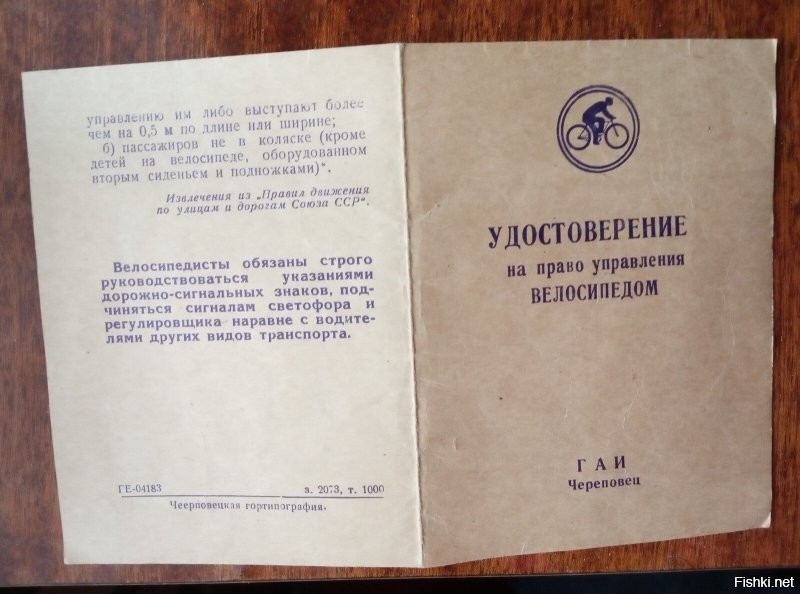 управлению им либо выступают более
чем на 0,5 м по длине или ширине;
б) пассажиров не в коляске (кроме
детей на велосипеде, оборудованном
вторым сиденьем и подножками)".
Извлечения из „Правил движения
по улицам и дорогам Союза ССР".
Велосипедисты обязаны строго
руководствоваться указаниями
дорожно-сигнальных знаков, под-
чиняться сигналам светофора и
регулировщика наравне с водите-
лями других видов транспорта.
ГЕ-04183 з. 2073, т. 1000
Чеерповецкая гортипография.
УДОСТОВЕРЕНИЕ
на право управления
ВЕЛОСИПЕДОМ
ГАИ
Череповец
Fishki.net